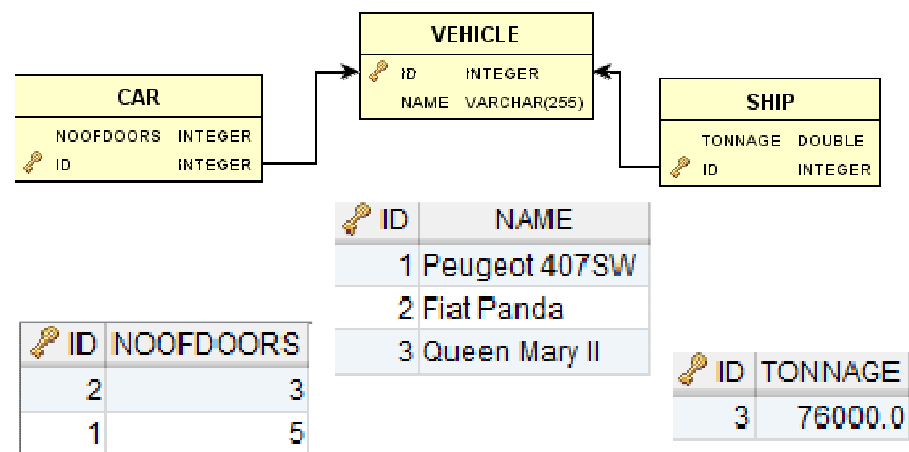 VEHICLE
ID INTEGER
NAME VARCHAR(255)
CAR
NOOFDOORS INTEGER
ID INTEGER
SHIP
TONNAGE DOUBLE
ID INTEGER
ID NAME
1 Peugeot 407SW
2 Fiat Panda
3 Queen Mary II
ID NOOFDOORS
2 3
1 5
ID TONNAGE
3 76000.0